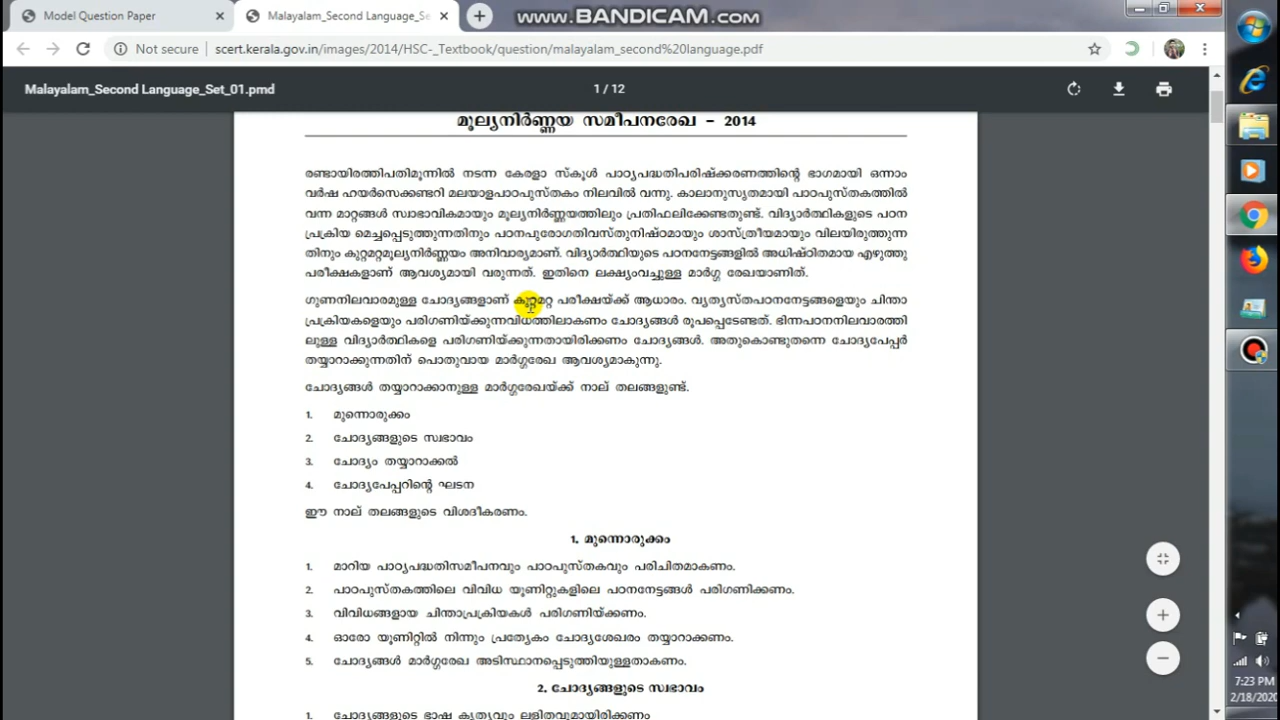 Model Question Paper
Malayalam_Second Language_Se
www.BANDICAM.com
Not secure
scert.kerala.gov.in/images/2014/HSC-_Textbook/question/malayalam_second%20language.pdf
Malayalam_Second Language_Set_01.pmd
1 / 12
മൂല്യനിർണ്ണയ സമീപനരേഖ - 2014
രണ്ടായിരത്തിപതിമൂന്നിൽ നടന്ന കേരളാ സ്കൂൾ പാഠ്യപദ്ധതിപരിഷ്ക്കരണത്തിന്റെ ഭാഗമായി ഒന്നാം
വർഷ ഹയർസെക്കണ്ടറി മലയാളപാഠപുസ്തകം നിലവിൽ വന്നു. കാലാനുസൃതമായി പാഠപുസ്തകത്തിൽ
വന്ന മാറ്റങ്ങൾ സ്വാഭാവികമായും മൂല്യനിർണ്ണയത്തിലും പ്രതിഫലിക്കേണ്ടതുണ്ട്. വിദ്യാർത്ഥികളുടെ പഠന
പ്രക്രിയ മെച്ചപ്പെടുത്തുന്നതിനും പഠനപുരോഗതിവസ്തുനിഷ്ഠമായും ശാസ്ത്രീയമായും വിലയിരുത്തുന്ന
തിനും കുറ്റമറ്റമൂല്യനിർണ്ണയം അനിവാര്യമാണ്. വിദ്യാർത്ഥിയുടെ പഠനനേട്ടങ്ങളിൽ അധിഷ്ഠിതമായ എഴുത്തു
പരീക്ഷകളാണ് ആവശ്യമായി വരുന്നത്. ഇതിനെ ലക്ഷ്യംവച്ചുള്ള മാർഗ്ഗ രേഖയാണിത്.
ഗുണനിലവാരമുള്ള ചോദ്യങ്ങളാണ് കുറ്റമറ്റ പരീക്ഷയ്ക്ക് ആധാരം. വ്യത്യസ്തപഠനനേട്ടങ്ങളെയും ചിന്താ
പ്രക്രിയകളെയും പരിഗണിയ്ക്കുന്നവിധത്തിലാകണം ചോദ്യങ്ങൾ രൂപപ്പെടേണ്ടത്. ഭിന്നപഠനനിലവാരത്തി
ലുള്ള വിദ്യാർത്ഥികളെ പരിഗണിയ്ക്കുന്നതായിരിക്കണം ചോദ്യങ്ങൾ. അതുകൊണ്ടുതന്നെ ചോദ്യപേപ്പർ
തയ്യാറാക്കുന്നതിന് പൊതുവായ മാർഗ്ഗരേഖ ആവശ്യമാകുന്നു.
ചോദ്യങ്ങൾ തയ്യാറാക്കാനുള്ള മാർഗ്ഗരേഖയ്ക്ക് നാല് തലങ്ങളുണ്ട്.
1. മുന്നൊരുക്കം
2. ചോദ്യങ്ങളുടെ സ്വഭാവം
3. ചോദ്യം തയ്യാറാക്കൽ
4. ചോദ്യപേപ്പറിന്റെ ഘടന
ഈ നാല് തലങ്ങളുടെ വിശദീകരണം.
1. മുന്നൊരുക്കം
1. മാറിയ പാഠ്യപദ്ധതിസമീപനവും പാഠപുസ്തകവും പരിചിതമാകണം.
2. പാഠപുസ്തകത്തിലെ വിവിധ യൂണിറ്റുകളിലെ പഠനനേട്ടങ്ങൾ പരിഗണിക്കണം.
3. വിവിധങ്ങളായ ചിന്താപ്രക്രിയകൾ പരിഗണിയ്ക്കണം.
4. ഓരോ യൂണിറ്റിൽ നിന്നും പ്രത്യേകം ചോദ്യശേഖരം തയ്യാറാക്കണം.
5. ചോദ്യങ്ങൾ മാർഗ്ഗരേഖ അടിസ്ഥാനപ്പെടുത്തിയുള്ളതാകണം.
2. ചോദ്യങ്ങളുടെ സ്വഭാവം
1. ചോദ്യങ്ങളുടെ ഭാഷ കൃത്യവും ലളിതവുമായിരിക്കണം
7:23 PM
2/18/2020